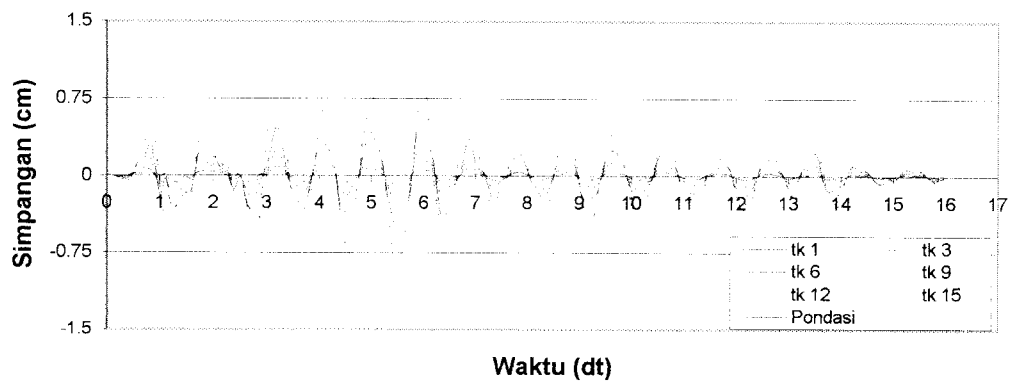 1.5
0.75
0
-0.75
-1.5
Simpangan (cm)
0 1 2 3 4 5 6 7 8 9 10 11 12 13 14 15 16 17
tk 1 tk 3
tk 6 tk 9
tk 12 tk 15
Pondasi
Waktu (dt)